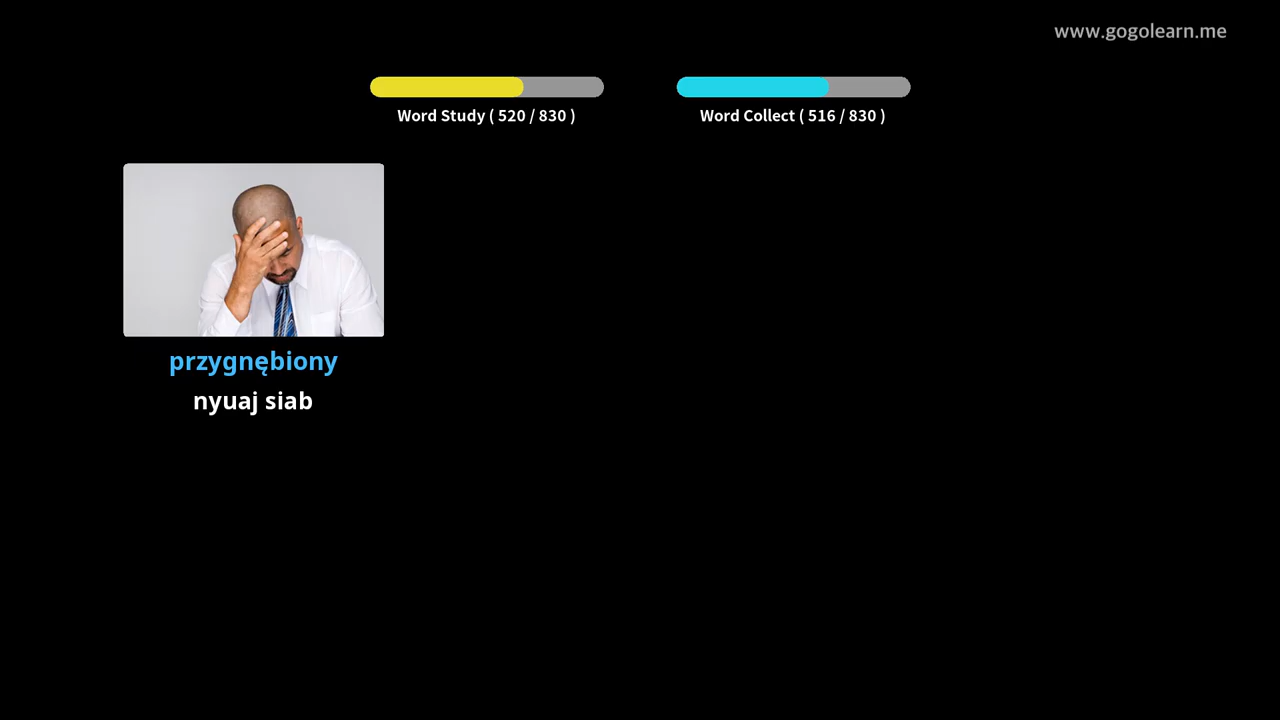 www.gogolearn.me
Word Study ( 520 / 830 )
Word Collect ( 516 / 830 )
przygnębiony
nyuaj siab